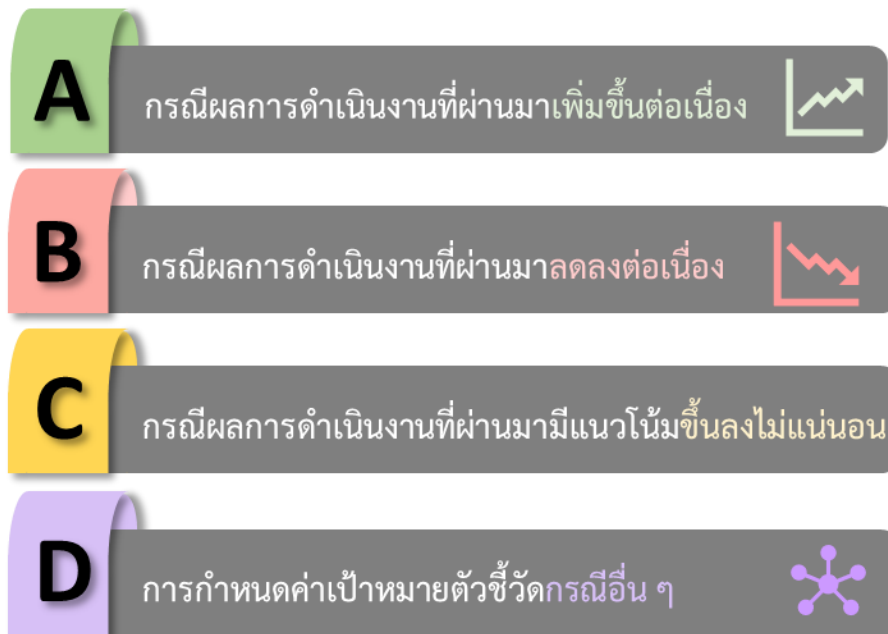 A
กรณีผลการดำเนินงานที่ผ่านมาเพิ่มขึ้นต่อเนื่อง
B
กรณีผลการดำเนินงานที่ผ่านมาลดลงต่อเนื่อง
C
กรณีผลการดำเนินงานที่ผ่านมามีแนวโน้มขึ้นลงไม่แน่นอน
D
การกำหนดค่าเป้าหมายตัวชี้วัดกรณีอื่น ๆ